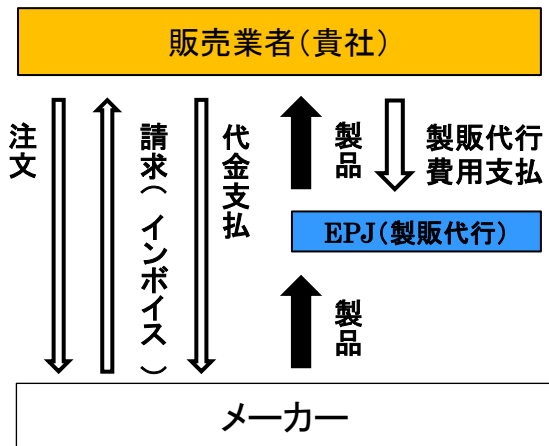 販売業者（貴社）
注文
請求（インボイス）
代金支払
製品
製販代行
費用支払
EPJ（製販代行）
製品
メーカー